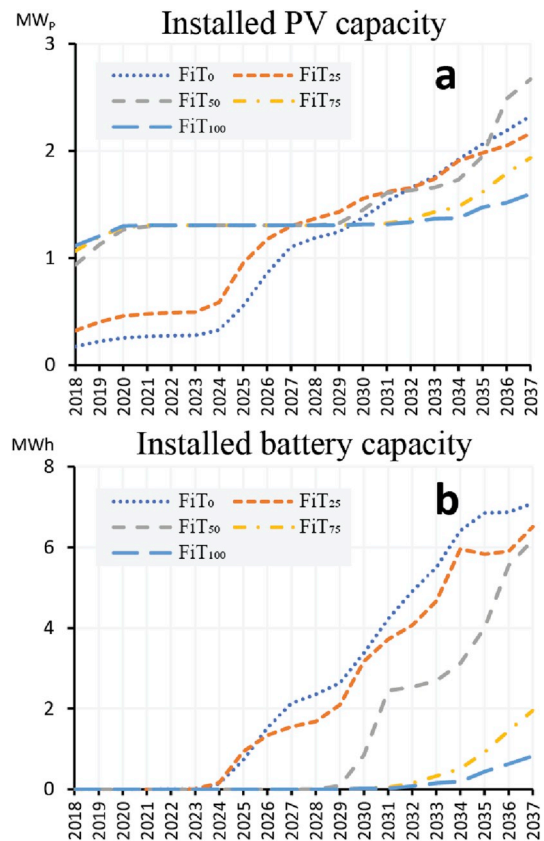 MWₚ Installed PV capacity
3
FiT₀ FiT₂₅
a
FiT₅₀ FiT₇₅
FiT₁₀₀
2
1
0
2018 2019 2020 2021 2022 2023 2024 2025 2026 2027 2028 2029 2030 2031 2032 2033 2034 2035 2036 2037
MWh Installed battery capacity
8
FiT₀ FiT₂₅
b
FiT₅₀ FiT₇₅
FiT₁₀₀
6
4
2
0
2018 2019 2020 2021 2022 2023 2024 2025 2026 2027 2028 2029 2030 2031 2032 2033 2034 2035 2036 2037